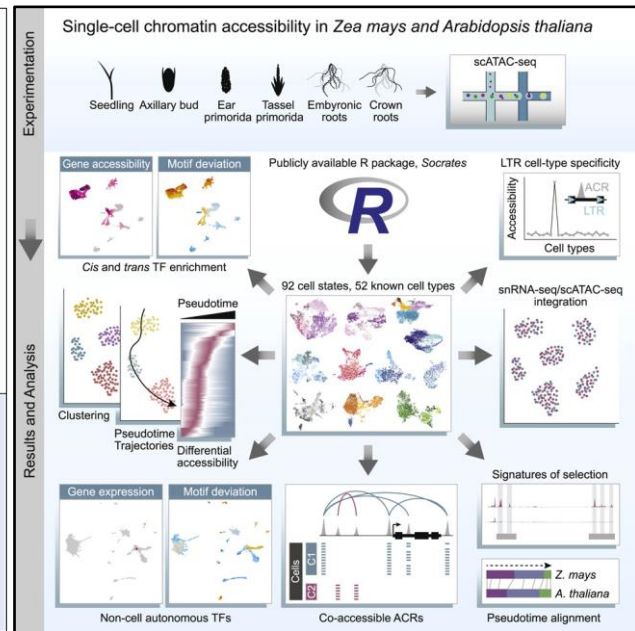 Single-cell chromatin accessibility in Zea mays and Arabidopsis thaliana
Experimentation
Seedling
Axillary bud
Ear
primorida
Tassel
primorida
Embyronic
roots
Crown
roots
scATAC-seq
Results and Analysis
Gene accessibility
Motif deviation
Cis and trans TF enrichment
Publicly available R package, Socrates
R
LTR cell-type specificity
Accessibility
ACR
LTR
Cell types
92 cell states, 52 known cell types
Clustering
Pseudotime
Trajectories
Pseudotime
Differential
accessibility
snRNA-seq/scATAC-seq
integration
Gene expression
Motif deviation
Non-cell autonomous TFs
Cells
C1
C2
Co-accessible ACRs
Signatures of selection
Z. mays
A. thaliana
Pseudotime alignment